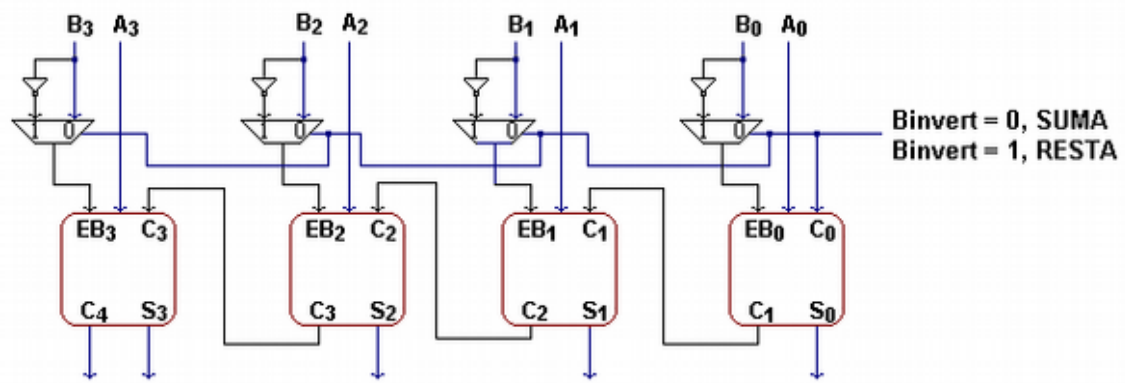 B3 A3 B2 A2 B1 A1 B0 A0
1 0 1 0 1 0 1 0
Binvert = 0, SUMA
Binvert = 1, RESTA
EB3 C3 EB2 C2 EB1 C1 EB0 C0
C4 S3 C3 S2 C2 S1 C1 S0